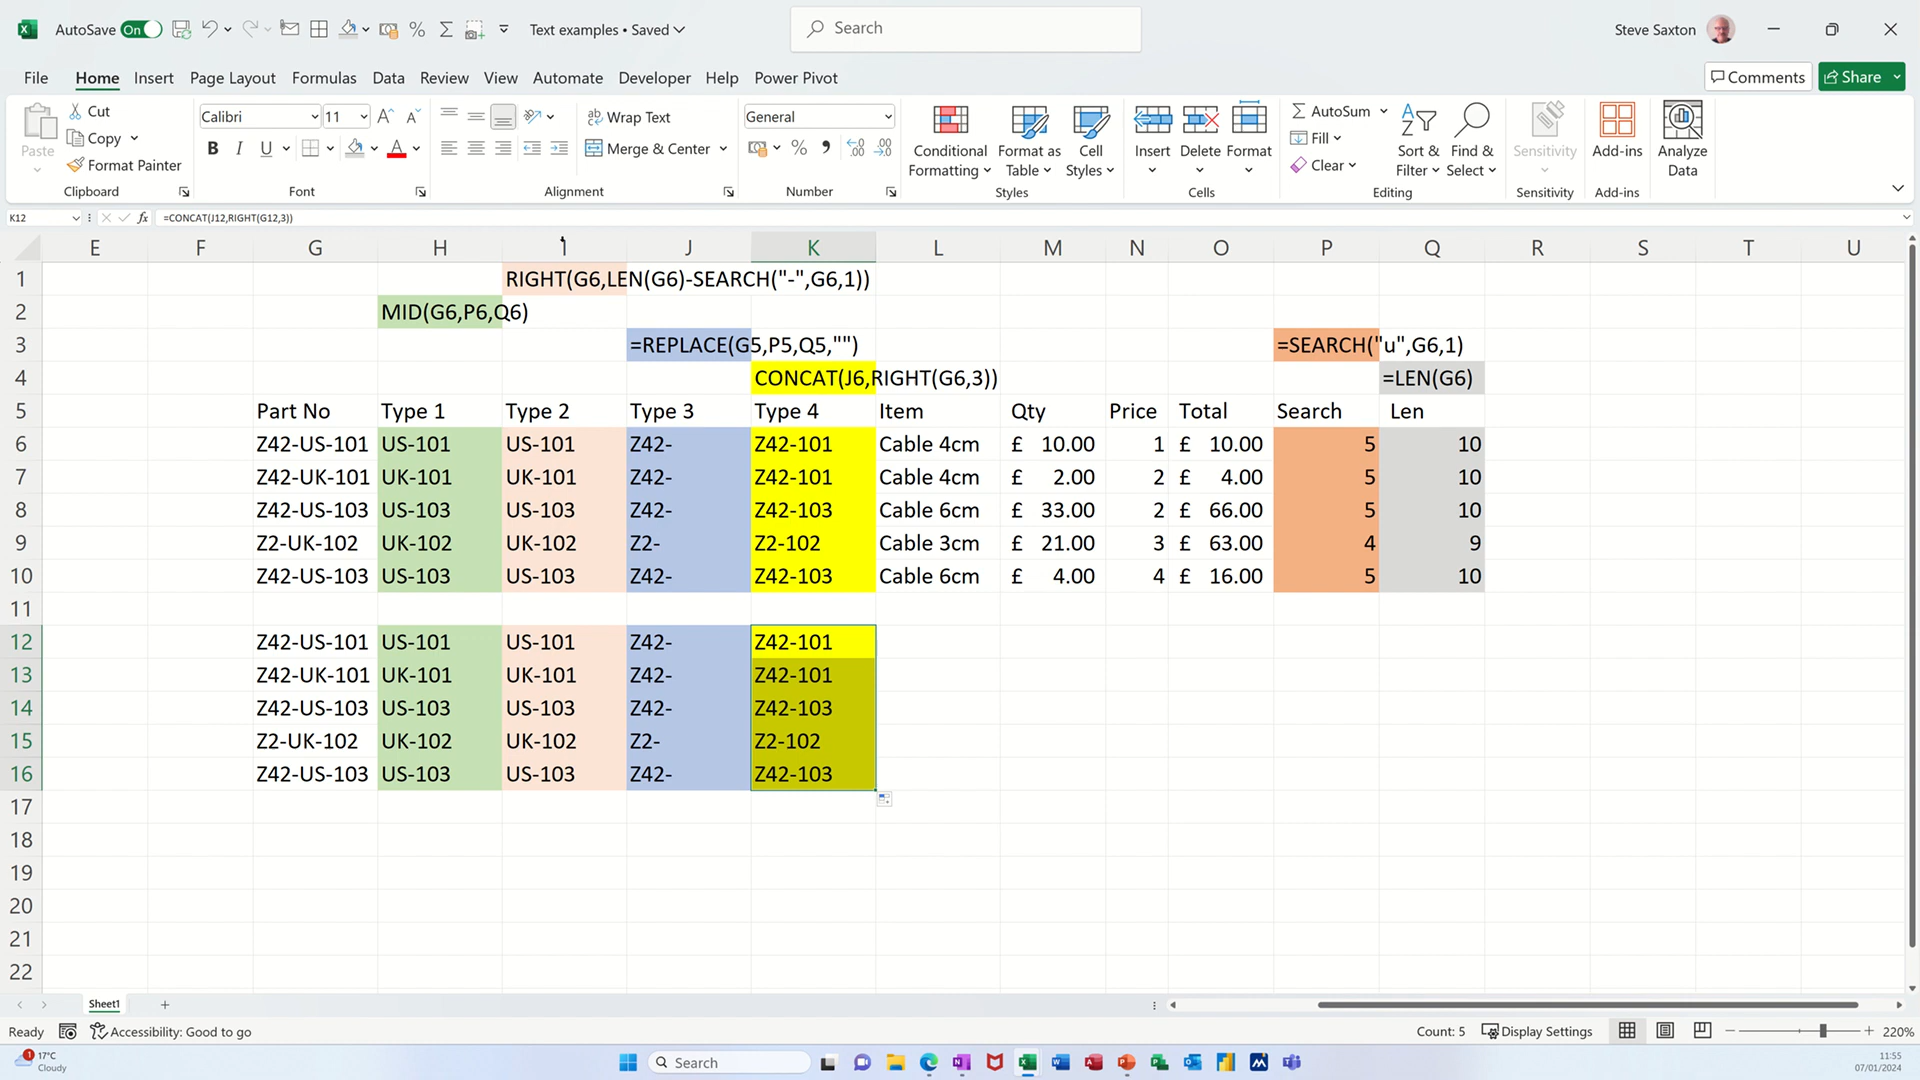 AutoSave On Text examples • Saved Search Steve Saxton
File Home Insert Page Layout Formulas Data Review View Automate Developer Help Power Pivot Comments Share
Paste Cut Copy Format Painter Clipboard
Calibri 11 B I U A Font
Wrap Text Merge & Center Alignment
General % Number
Conditional Formatting Format as Table Cell Styles Styles
Insert Delete Format Cells
AutoSum Fill Clear Sort & Filter Find & Select Editing
Sensitivity Sensitivity
Add-ins Add-ins
Analyze Data
K12 fx =CONCAT(J12,RIGHT(G12,3))
E F G H I J K L M N O P Q R S T U
1 RIGHT(G6,LEN(G6)-SEARCH("-",G6,1))
2 MID(G6,P6,Q6)
3 =REPLACE(G5,P5,Q5,"") =SEARCH("u",G6,1)
4 CONCAT(J6,RIGHT(G6,3)) =LEN(G6)
5 Part No Type 1 Type 2 Type 3 Type 4 Item Qty Price Total Search Len
6 Z42-US-101 US-101 US-101 Z42- Z42-101 Cable 4cm £ 10.00 1 £ 10.00 5 10
7 Z42-UK-101 UK-101 UK-101 Z42- Z42-101 Cable 4cm £ 2.00 2 £ 4.00 5 10
8 Z42-US-103 US-103 US-103 Z42- Z42-103 Cable 6cm £ 33.00 2 £ 66.00 5 10
9 Z2-UK-102 UK-102 UK-102 Z2- Z2-102 Cable 3cm £ 21.00 3 £ 63.00 4 9
10 Z42-US-103 US-103 US-103 Z42- Z42-103 Cable 6cm £ 4.00 4 £ 16.00 5 10
11
12 Z42-US-101 US-101 US-101 Z42- Z42-101
13 Z42-UK-101 UK-101 UK-101 Z42- Z42-101
14 Z42-US-103 US-103 US-103 Z42- Z42-103
15 Z2-UK-102 UK-102 UK-102 Z2- Z2-102
16 Z42-US-103 US-103 US-103 Z42- Z42-103
17
18
19
20
21
22
Sheet1
Ready Accessibility: Good to go Count: 5 Display Settings 220%
1 17°C Cloudy Search 11:55 07/01/2024